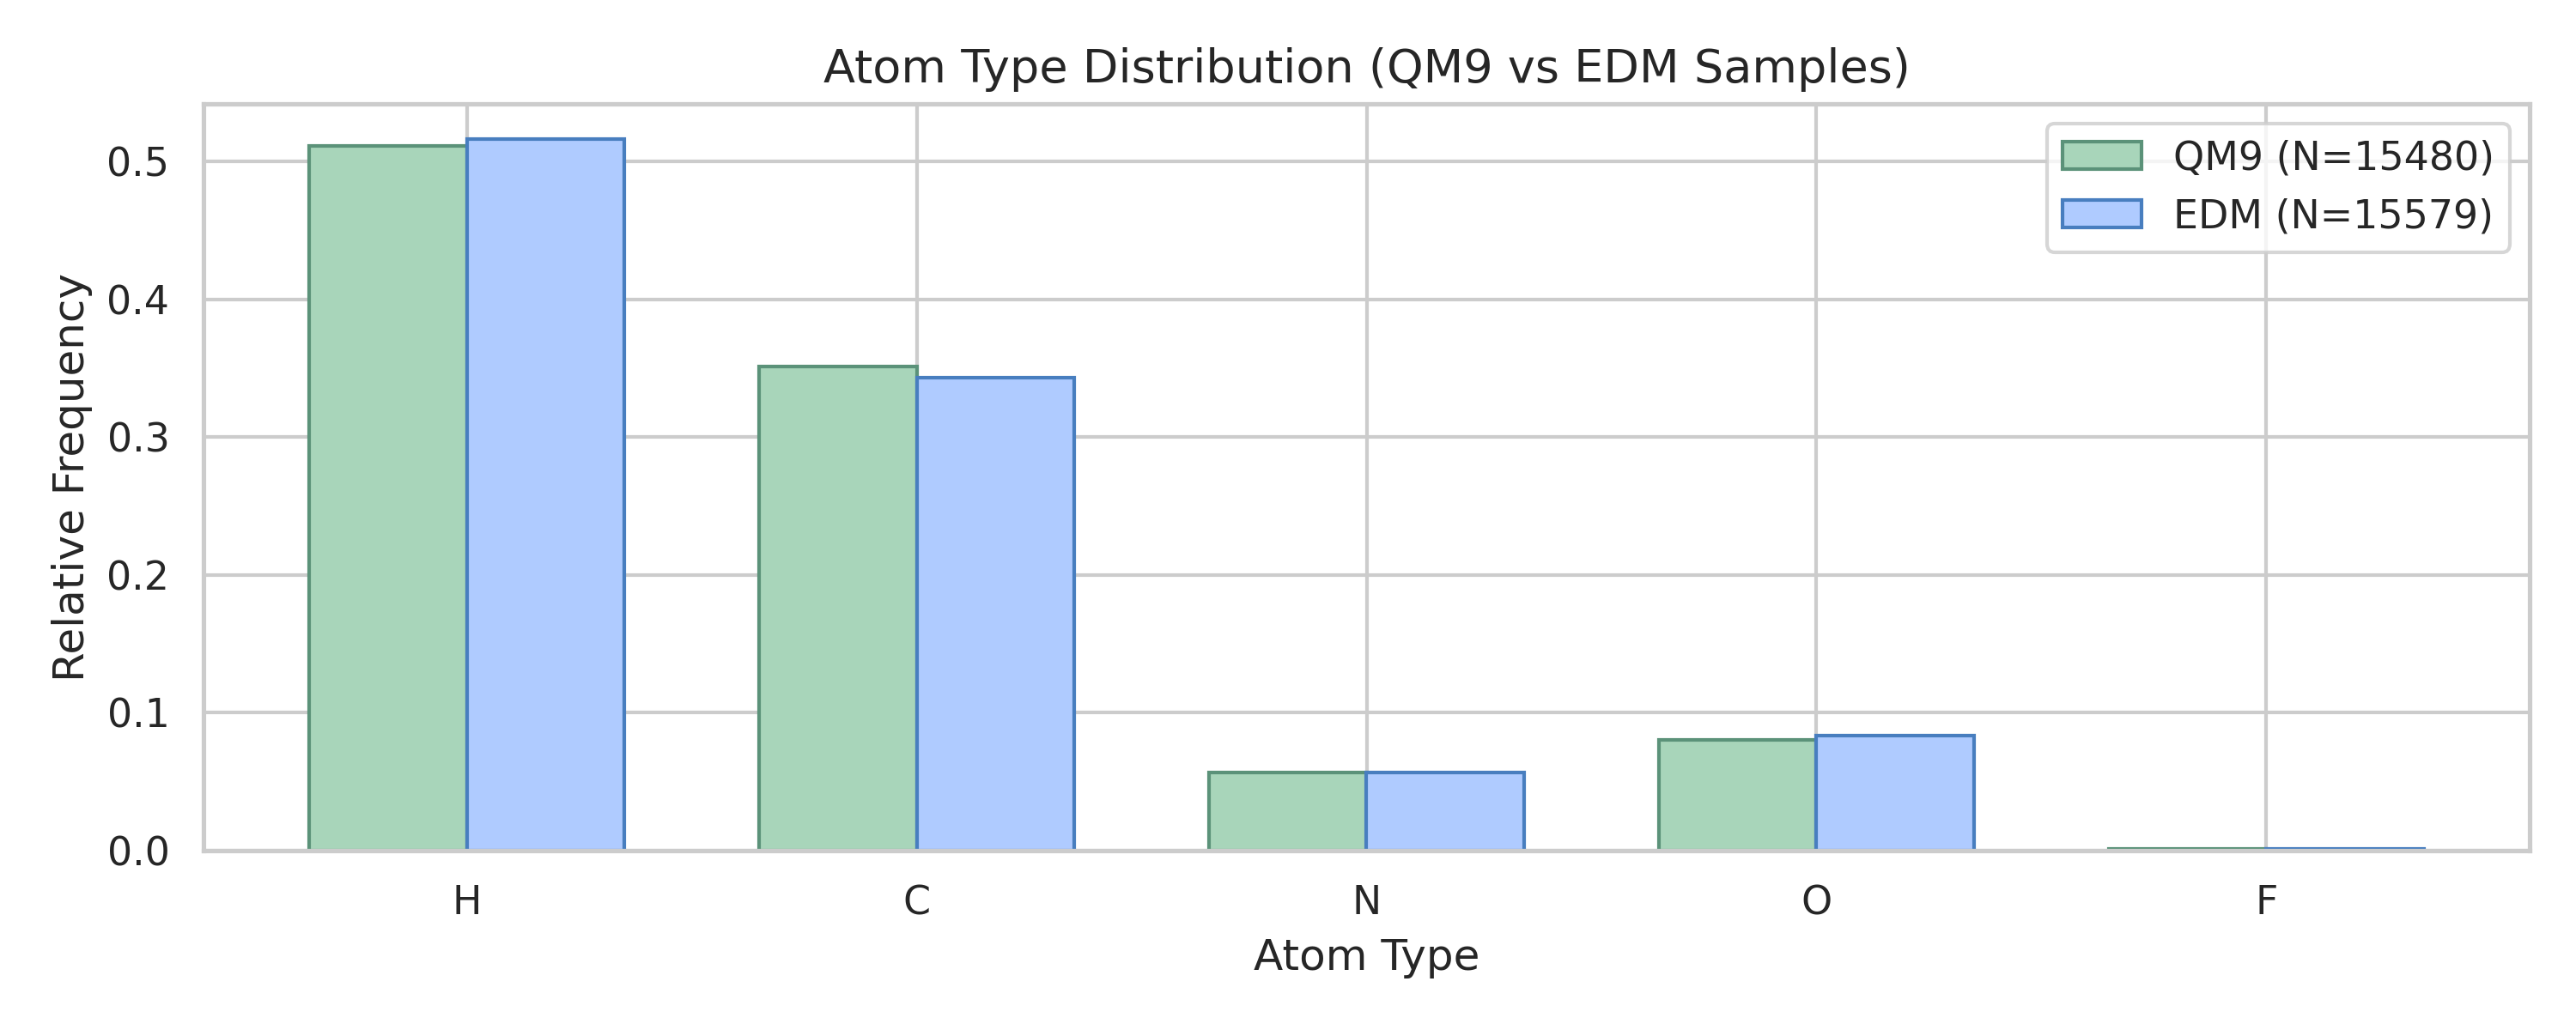 Atom Type Distribution (QM9 vs EDM Samples)
QM9 (N=15480)
EDM (N=15579)
Relative Frequency
0.5
0.4
0.3
0.2
0.1
0.0
H
C
N
O
F
Atom Type